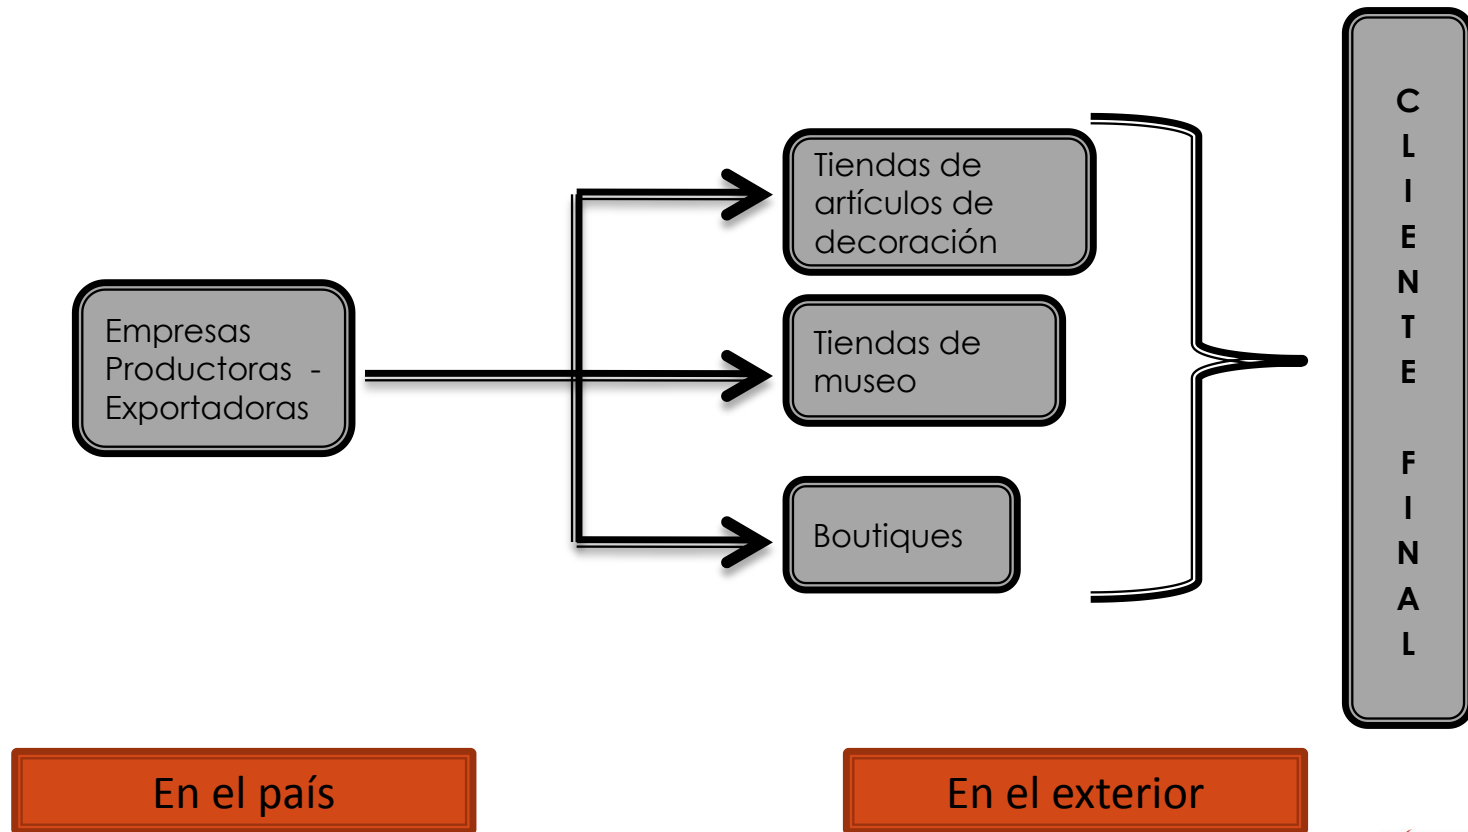 Empresas
Productoras -
Exportadoras
Tiendas de
artículos de
decoración
Tiendas de
museo
Boutiques
C
L
I
E
N
T
E
F
I
N
A
L
En el país
En el exterior